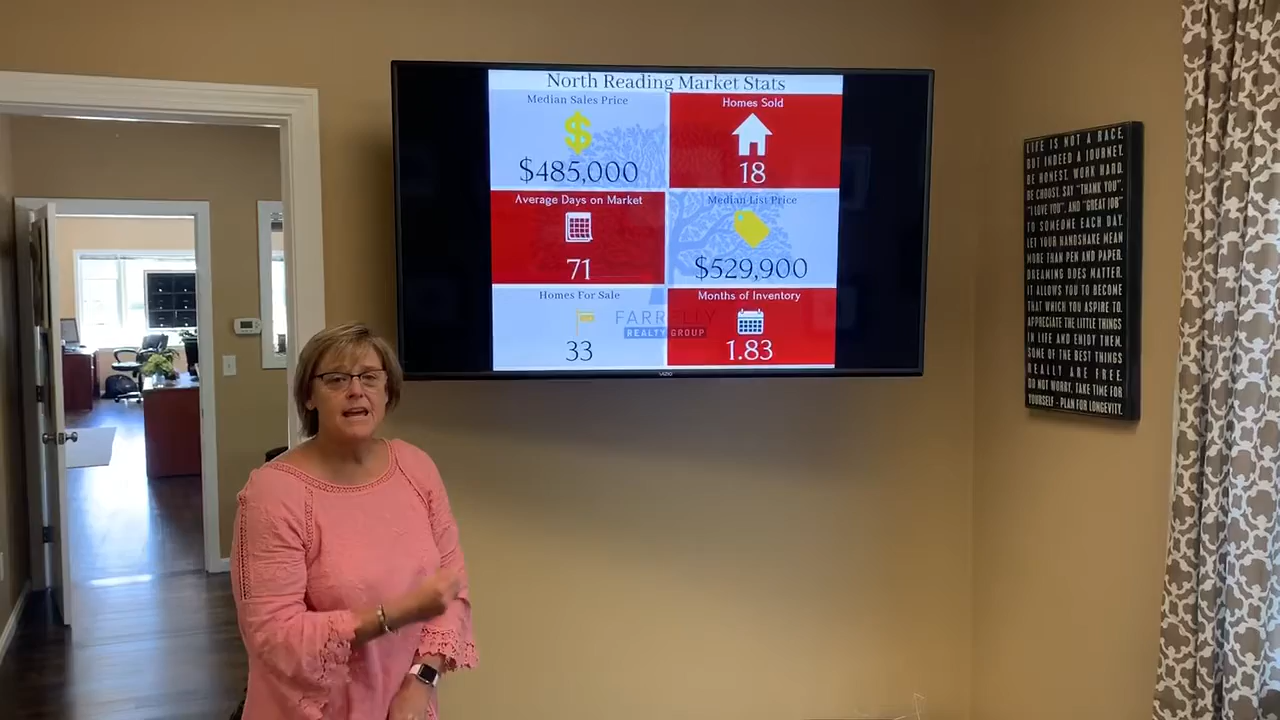 North Reading Market Stats
Median Sales Price
$485,000
Homes Sold
18
Average Days on Market
71
Median List Price
$529,900
Homes For Sale
33
Months of Inventory
1.83
FARRELLY
REALTY GROUP
VIZIO
LIFE IS NOT A RACE,
BUT INDEED A JOURNEY.
BE HONEST. WORK HARD.
BE CHOOSY. SAY "THANK YOU",
"I LOVE YOU", AND "GREAT JOB"
TO SOMEONE EACH DAY.
LET YOUR HANDSHAKE MEAN
MORE THAN PEN AND PAPER.
DREAMING DOES MATTER.
IT ALLOWS YOU TO BECOME
THAT WHICH YOU ASPIRE TO.
APPRECIATE THE LITTLE THINGS
IN LIFE AND ENJOY THEM.
SOME OF THE BEST THINGS
REALLY ARE FREE.
DO NOT WORRY, TAKE TIME FOR
YOURSELF - PLAN FOR LONGEVITY.